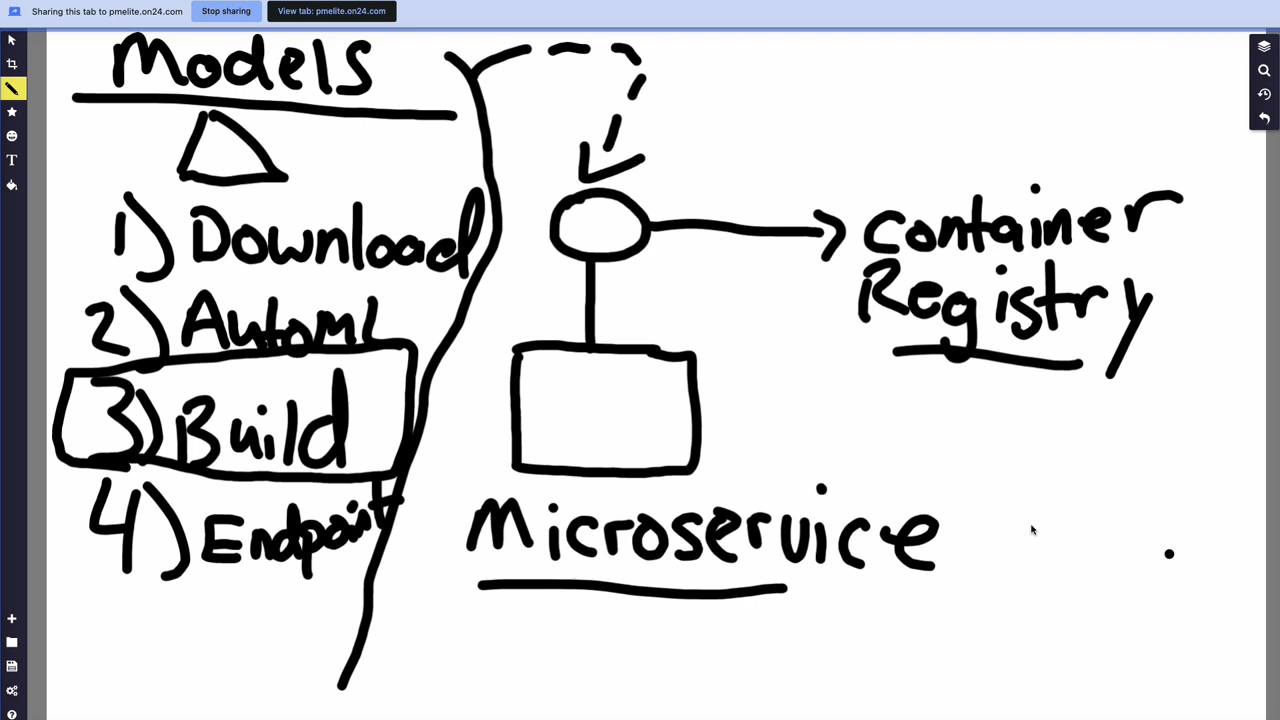 Sharing this tab to pmelite.on24.com
Stop sharing
View tab: pmelite.on24.com
Models
1) Download
2) Automl
3) Build
4) Endpoint
Container
Registry
Microservice